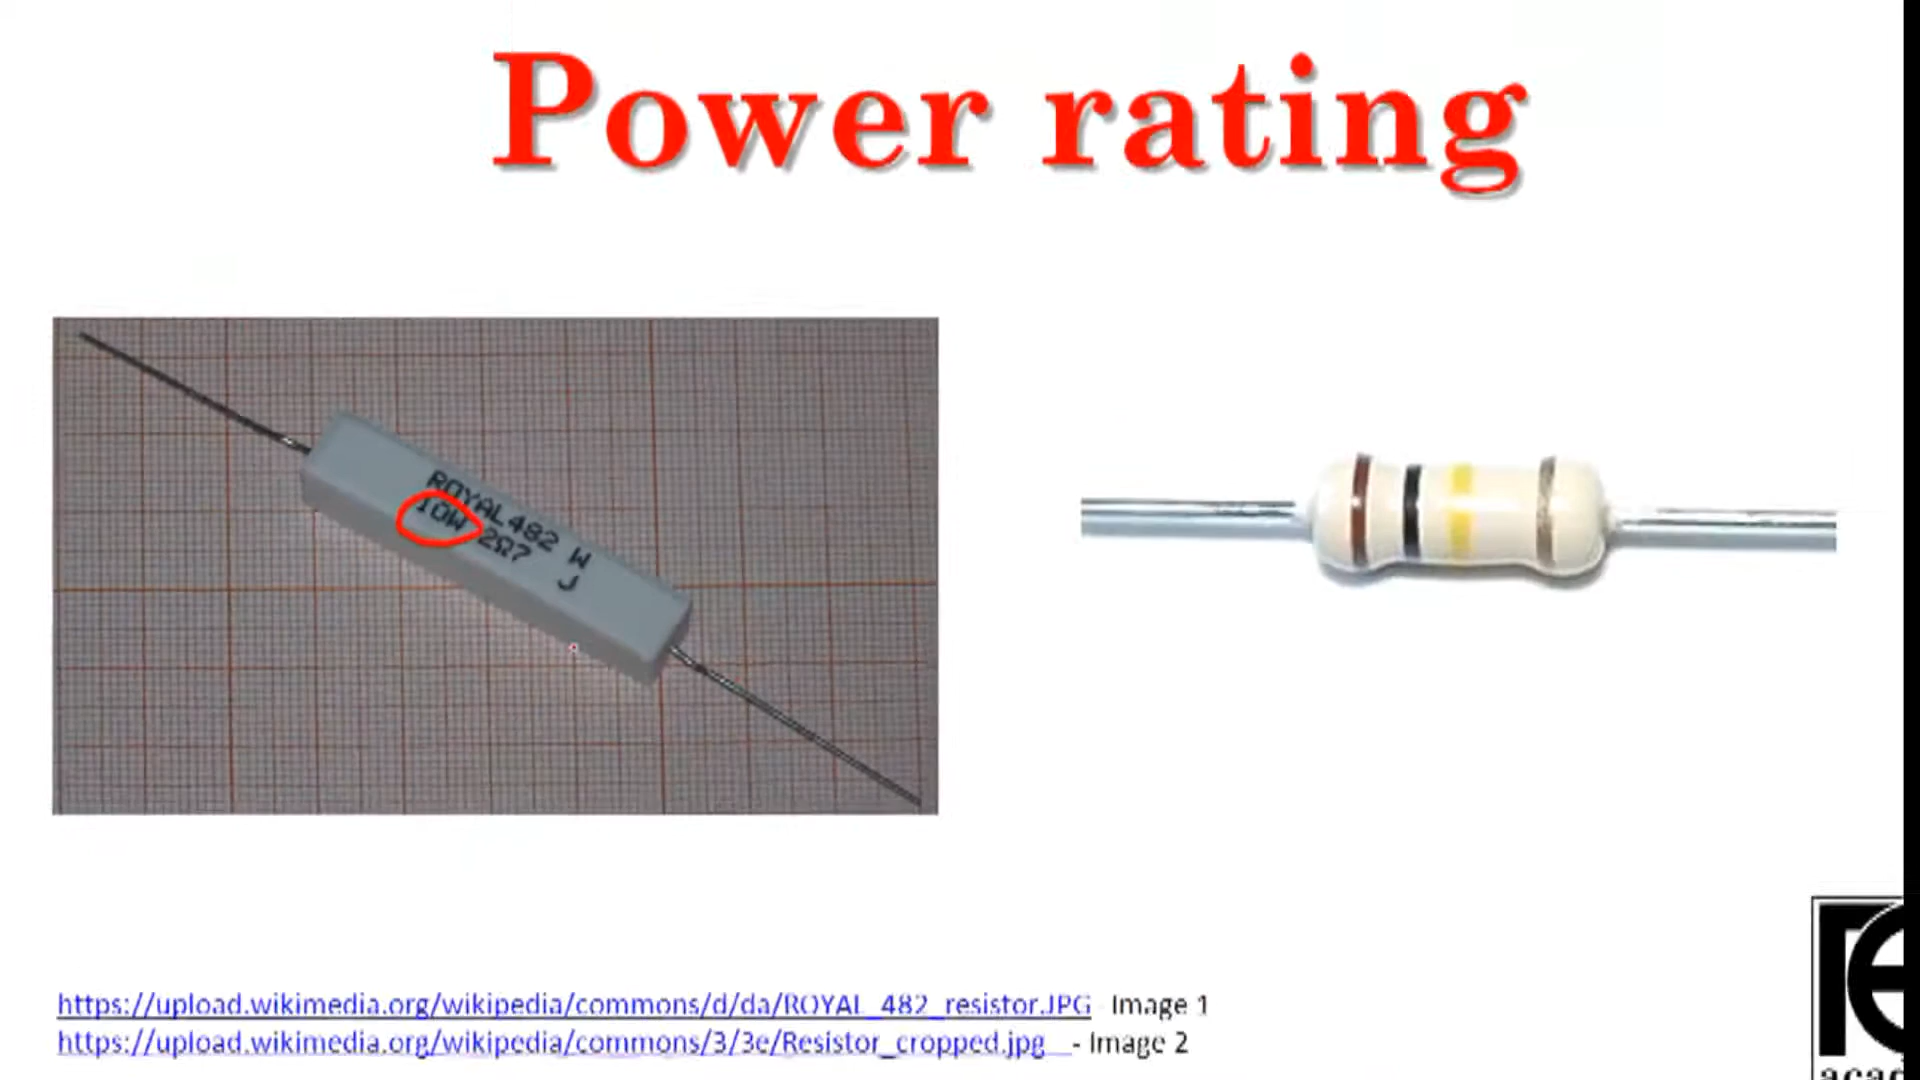 Power rating
ROYAL482 W
10W 2Ω7 J
https://upload.wikimedia.org/wikipedia/commons/d/da/ROYAL_482_resistor.JPG - Image 1
https://upload.wikimedia.org/wikipedia/commons/3/3e/Resistor_cropped.jpg - Image 2